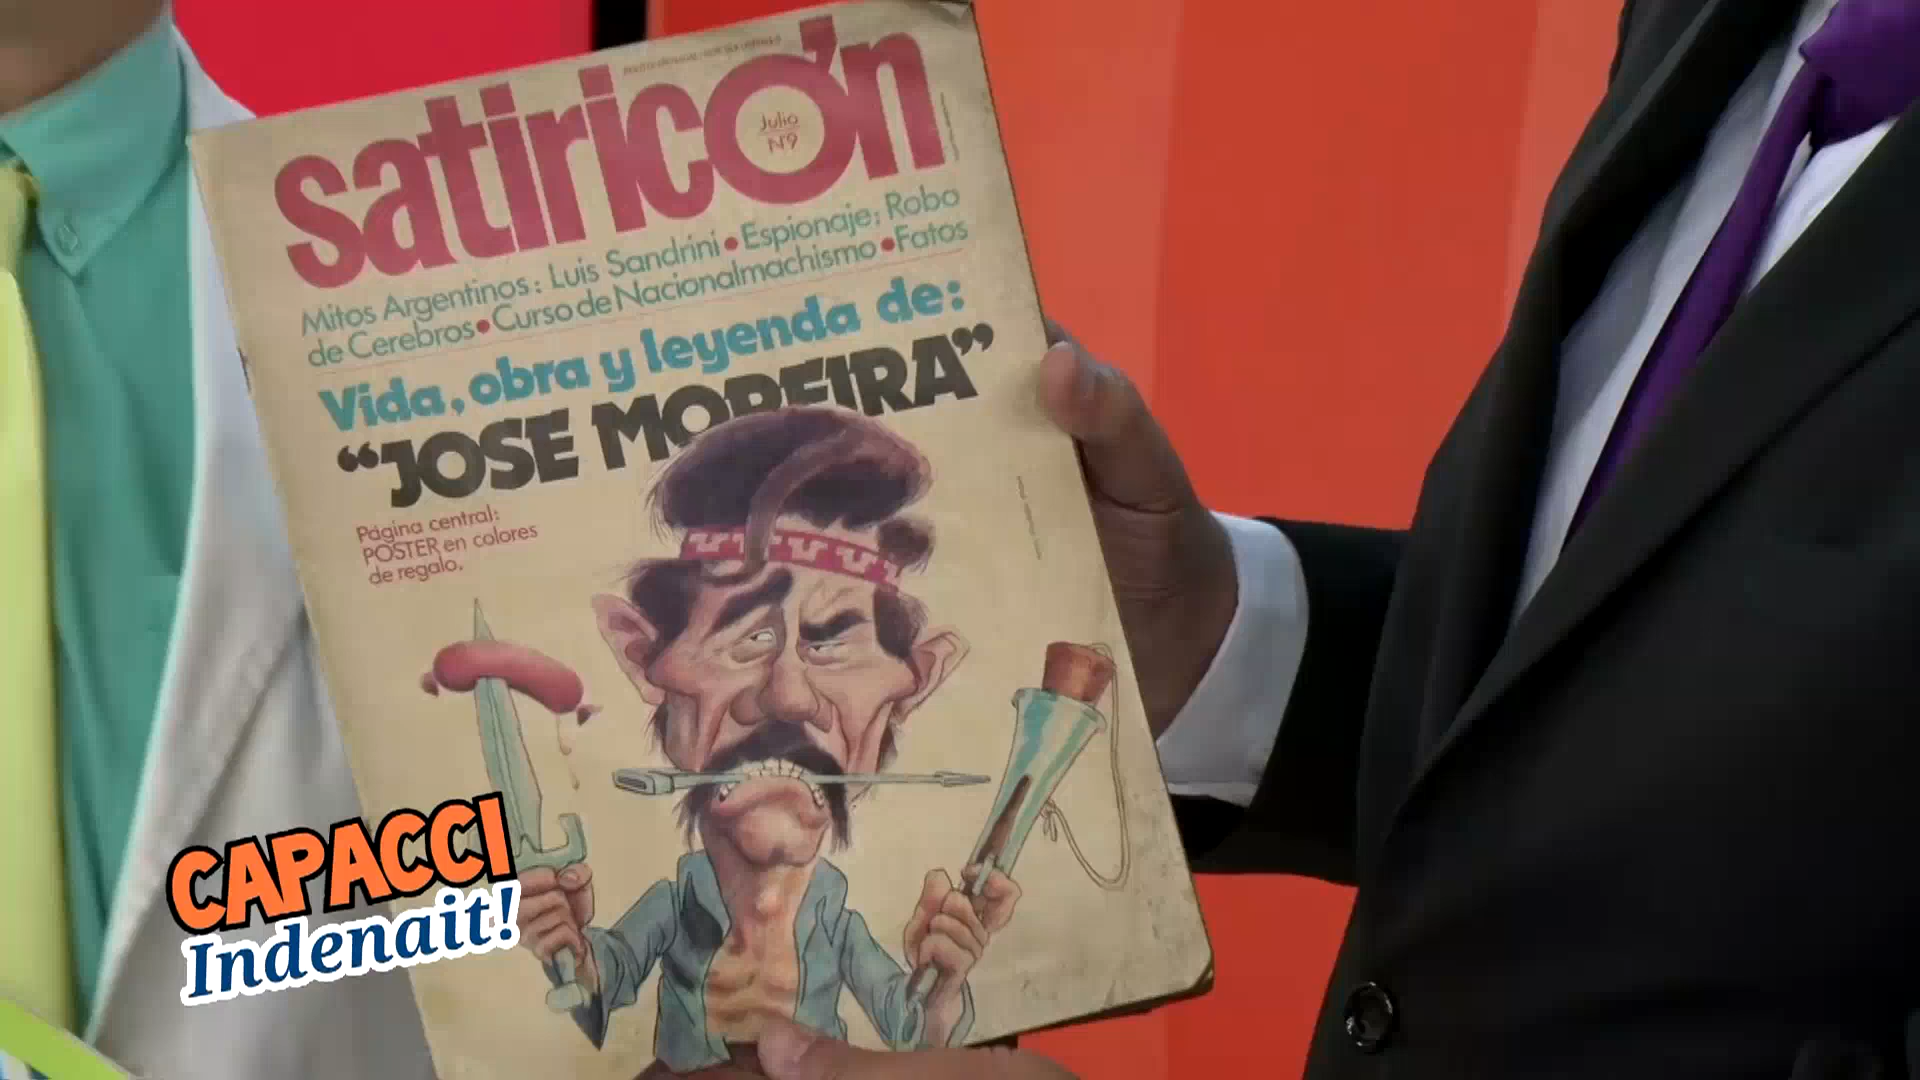 satiricón
Julio
Nº9
Mitos Argentinos: Luis Sandrini • Espionaje: Robo
de Cerebros • Curso de Nacionalmachismo • Fatos
Vida, obra y leyenda de:
“JOSE MOREIRA”
Página central:
POSTER en colores
de regalo.
CAPACCI
Indenait!